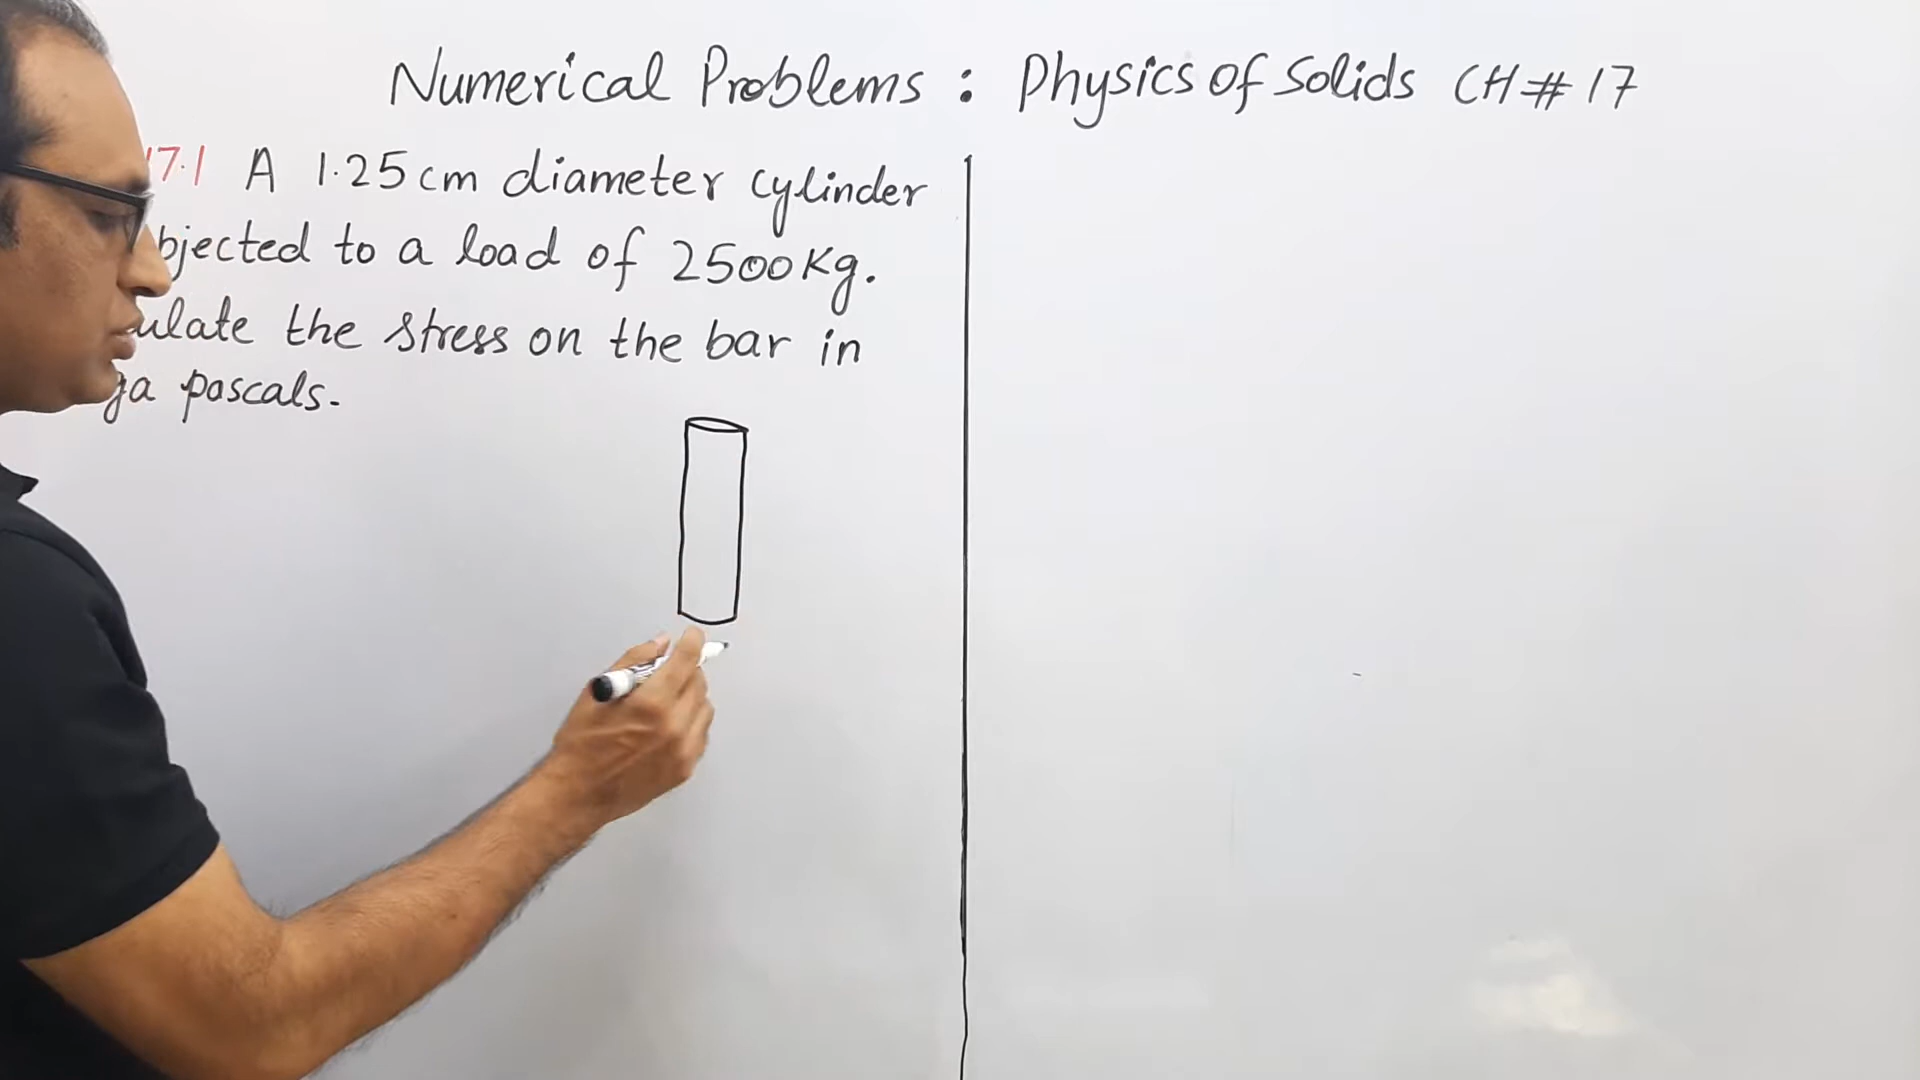 Numerical Problems : Physics of Solids CH # 17
17.1 A 1.25 cm diameter cylinder
bjected to a load of 2500 Kg.
ulate the stress on the bar in
ga pascals.